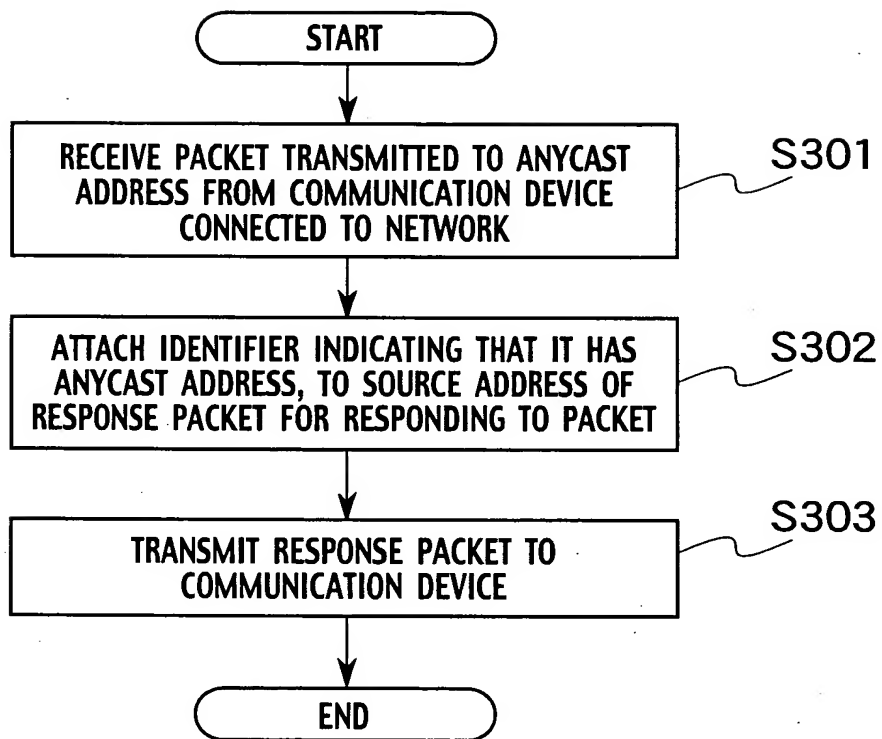 START
RECEIVE PACKET TRANSMITTED TO ANYCAST
ADDRESS FROM COMMUNICATION DEVICE
CONNECTED TO NETWORK
S301
ATTACH IDENTIFIER INDICATING THAT IT HAS
ANYCAST ADDRESS, TO SOURCE ADDRESS OF
RESPONSE PACKET FOR RESPONDING TO PACKET
S302
TRANSMIT RESPONSE PACKET TO
COMMUNICATION DEVICE
S303
END